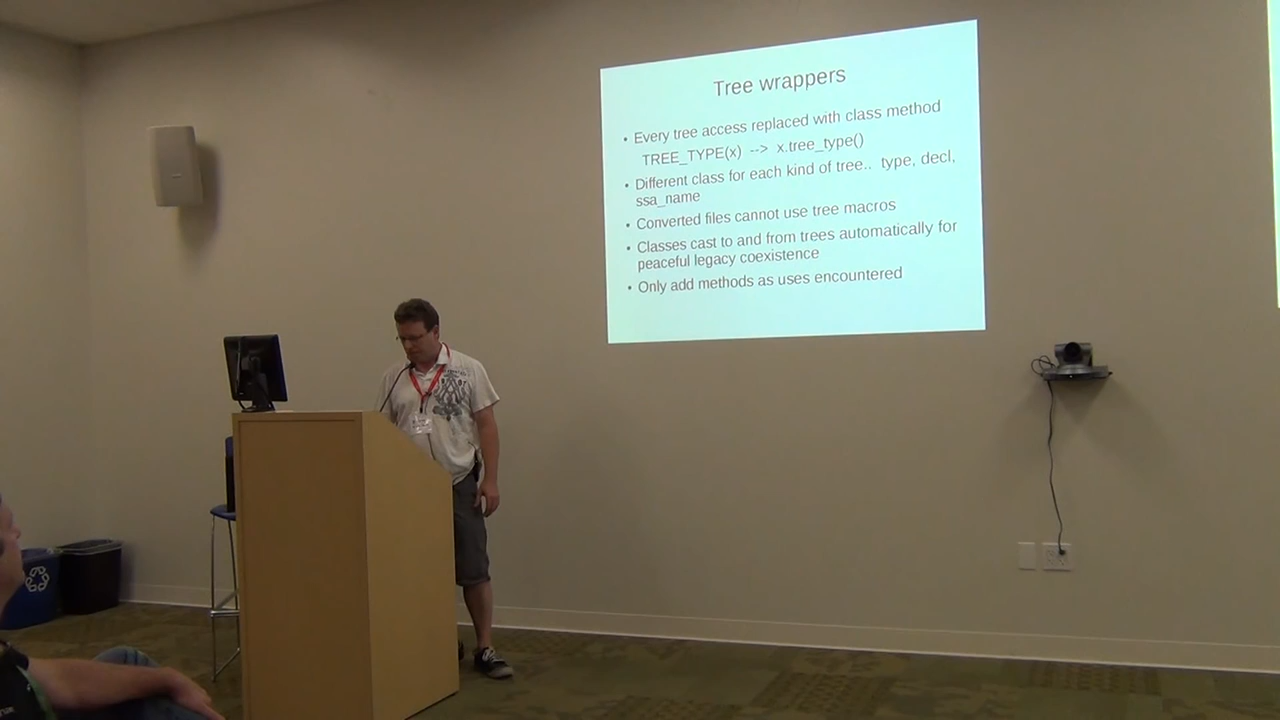 Tree wrappers
• Every tree access replaced with class method
TREE_TYPE(x) --> x.tree_type()
• Different class for each kind of tree.. type, decl,
ssa_name
• Converted files cannot use tree macros
• Classes cast to and from trees automatically for
peaceful legacy coexistence
• Only add methods as uses encountered